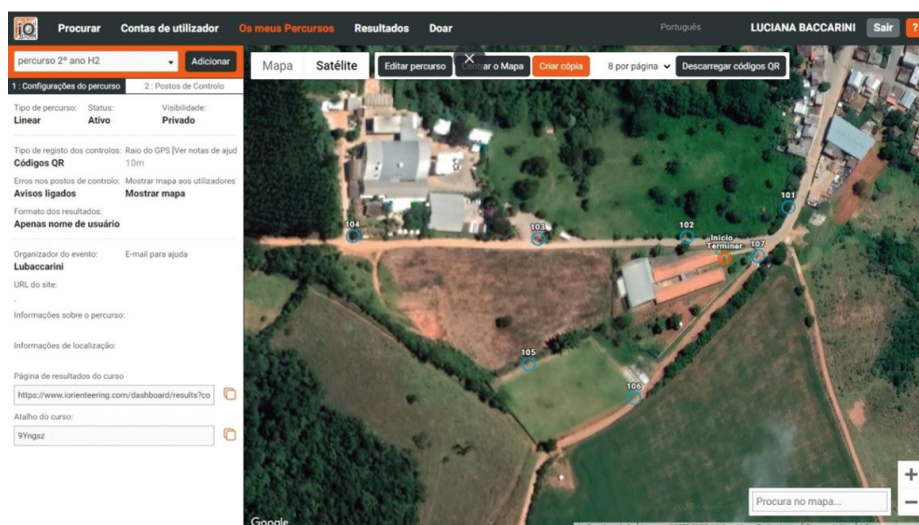 iO
Procurar Contas de utilizador Os meus Percursos Resultados Doar Português LUCIANA BACCARINI Sair ?
percurso 2º ano H2 Adicionar
1 : Configurações do percurso 2 : Postos de Controlo
Tipo de percurso: Status: Visibilidade:
Linear Ativo Privado
Tipo de registo dos controlos: Raio do GPS [Ver notas de ajud
Códigos QR 10m
Erros nos postos de controlo: Mostrar mapa aos utilizadores
Avisos ligados Mostrar mapa
Formato dos resultados:
Apenas nome de usuário
Organizador do evento: E-mail para ajuda
Lubaccarini
URL do site:
.
Informações sobre o percurso:
Informações de localização:
Página de resultados do curso
https://www.iorienteering.com/dashboard/results?co
Atalho do curso:
9Yngsz
Mapa Satélite Editar percurso ar o Mapa Criar cópia 8 por página Descarregar códigos QR
101
104 103 102
Início
Terminar 107
105
106
Procura no mapa...
+
−
Google